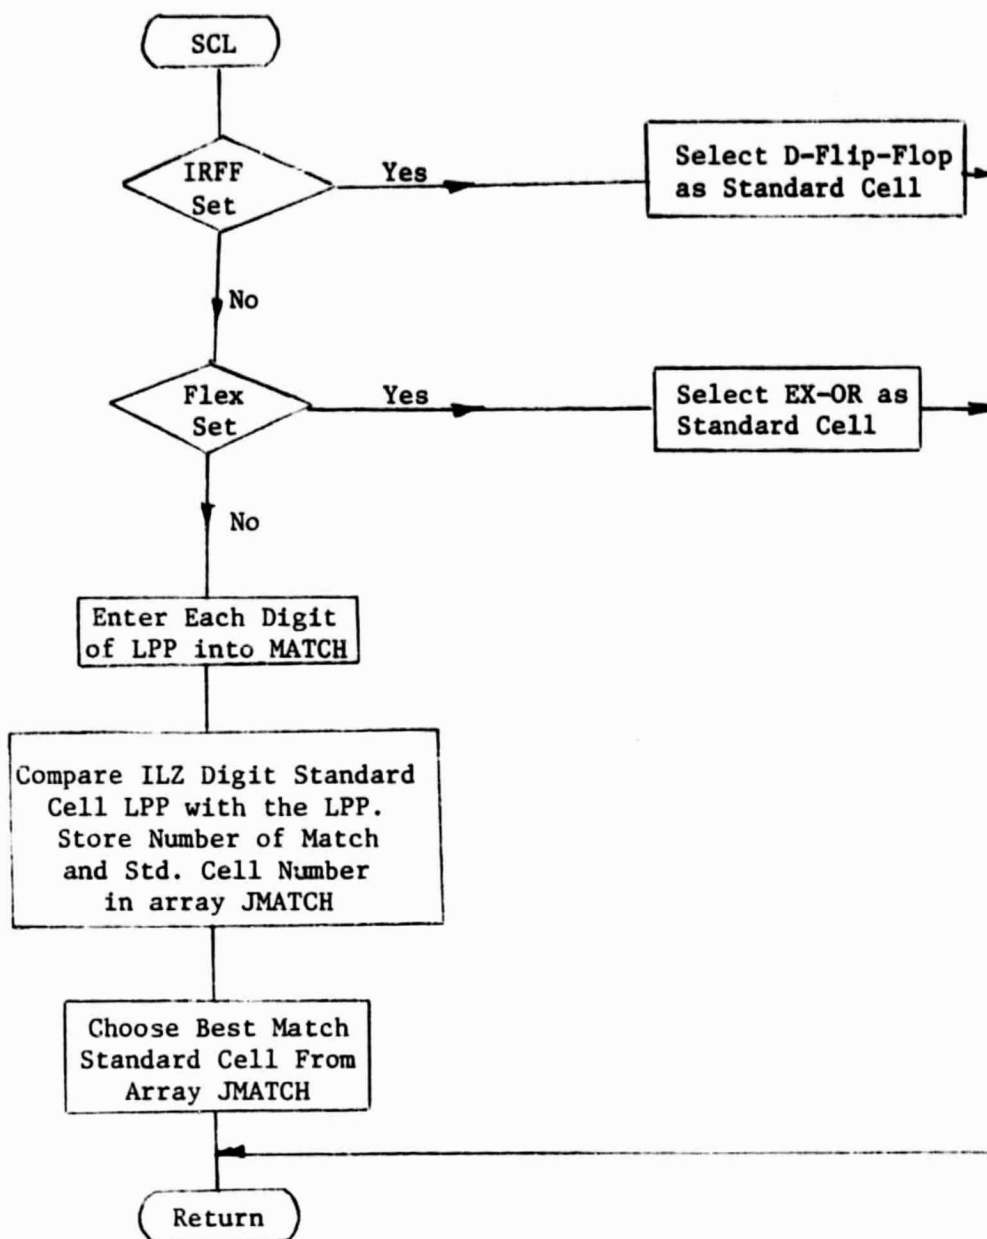 SCL
IRFF
Set
Yes
Select D-Flip-Flop
as Standard Cell
No
Flex
Set
Yes
Select EX-OR as
Standard Cell
No
Enter Each Digit
of LPP into MATCH
Compare ILZ Digit Standard
Cell LPP with the LPP.
Store Number of Match
and Std. Cell Number
in array JMATCH
Choose Best Match
Standard Cell From
Array JMATCH
Return